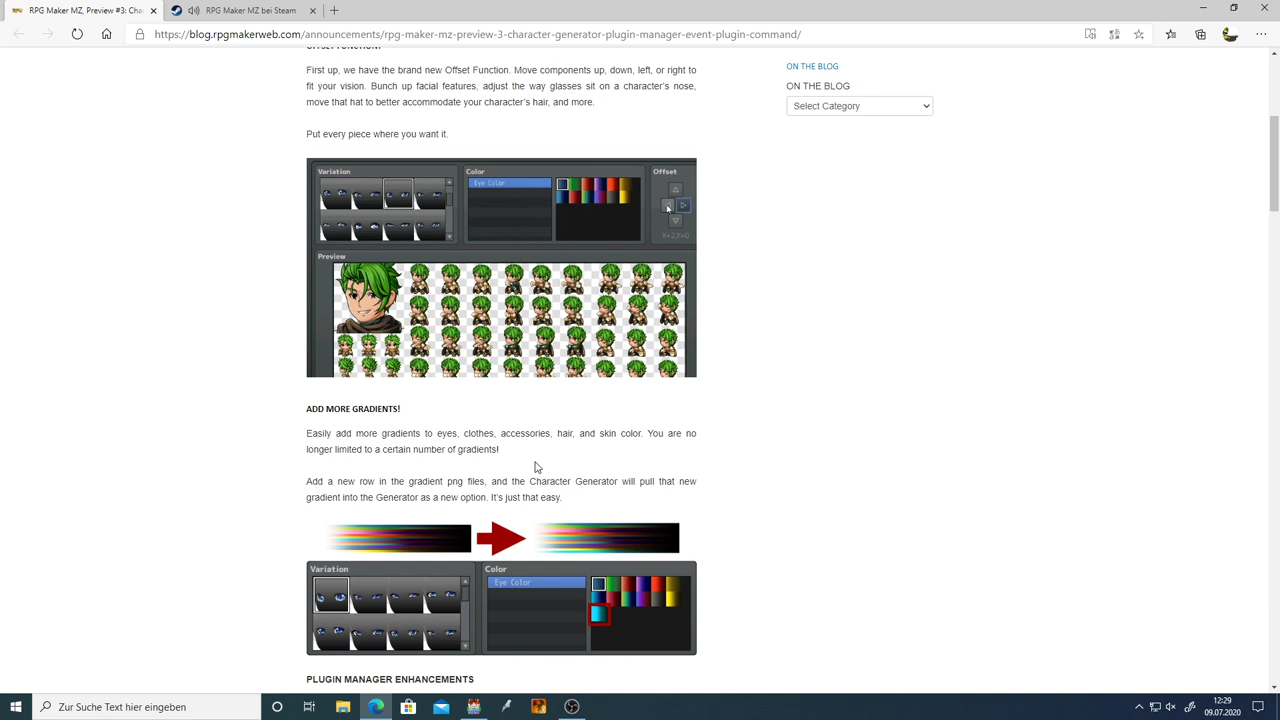 RPG Maker MZ, Preview #3: Cha
RPG Maker MZ bei Steam
https://blog.rpgmakerweb.com/announcements/rpg-maker-mz-preview-3-character-generator-plugin-manager-event-plugin-command/
OFFSET FUNCTION!
First up, we have the brand new Offset Function. Move components up, down, left, or right to
fit your vision. Bunch up facial features, adjust the way glasses sit on a character's nose,
move that hat to better accommodate your character's hair, and more.
Put every piece where you want it.
ON THE BLOG
ON THE BLOG
Select Category
Variation
Color
Offset
Eye Color
X+2,Y+0
Preview
ADD MORE GRADIENTS!
Easily add more gradients to eyes, clothes, accessories, hair, and skin color. You are no
longer limited to a certain number of gradients!
Add a new row in the gradient png files, and the Character Generator will pull that new
gradient into the Generator as a new option. It's just that easy.
Variation
Color
Eye Color
PLUGIN MANAGER ENHANCEMENTS
Zur Suche Text hier eingeben
12:29
09.07.2020